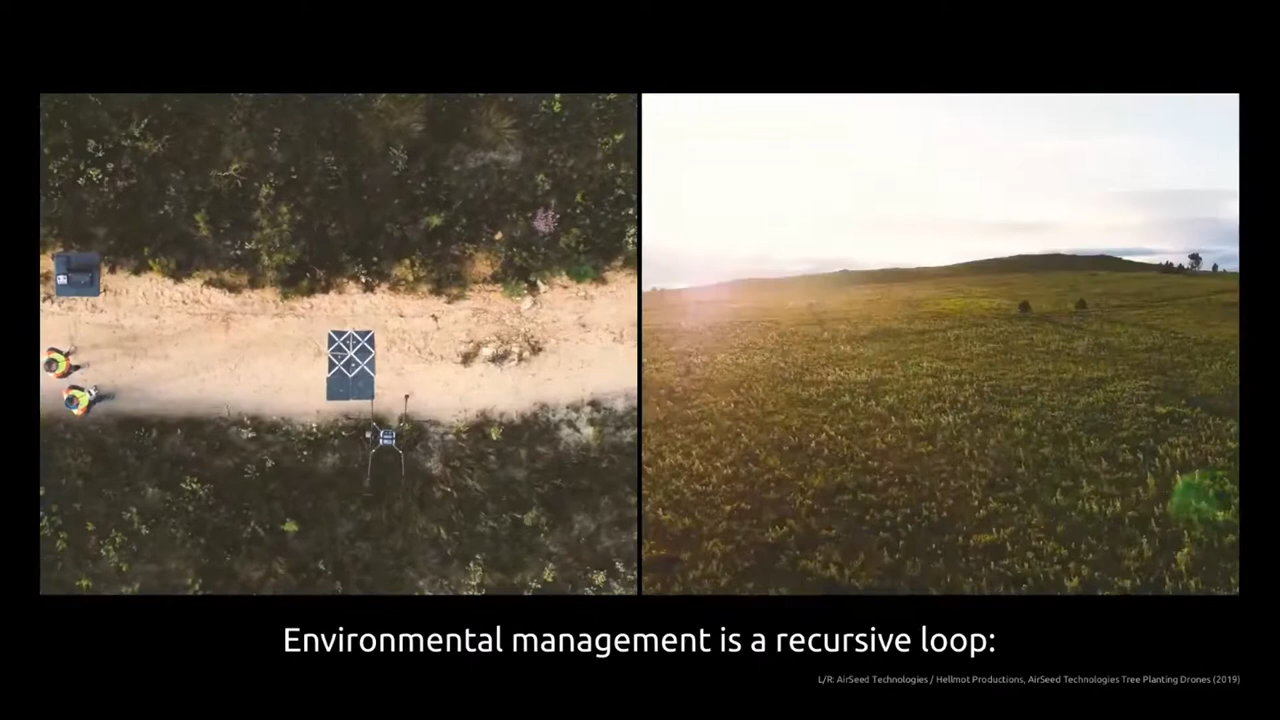 Environmental management is a recursive loop:
L/R: AirSeed Technologies / Hellmot Productions, AirSeed Technologies Tree Planting Drones (2019)